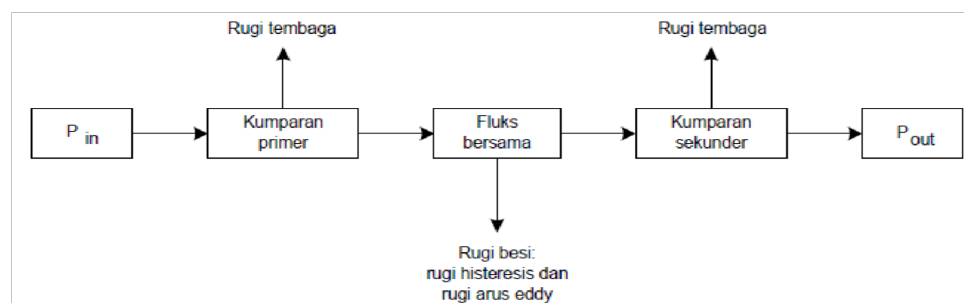 Rugi tembaga
Rugi tembaga
P in
Kumparan
primer
Fluks
bersama
Kumparan
sekunder
P out
Rugi besi:
rugi histeresis dan
rugi arus eddy